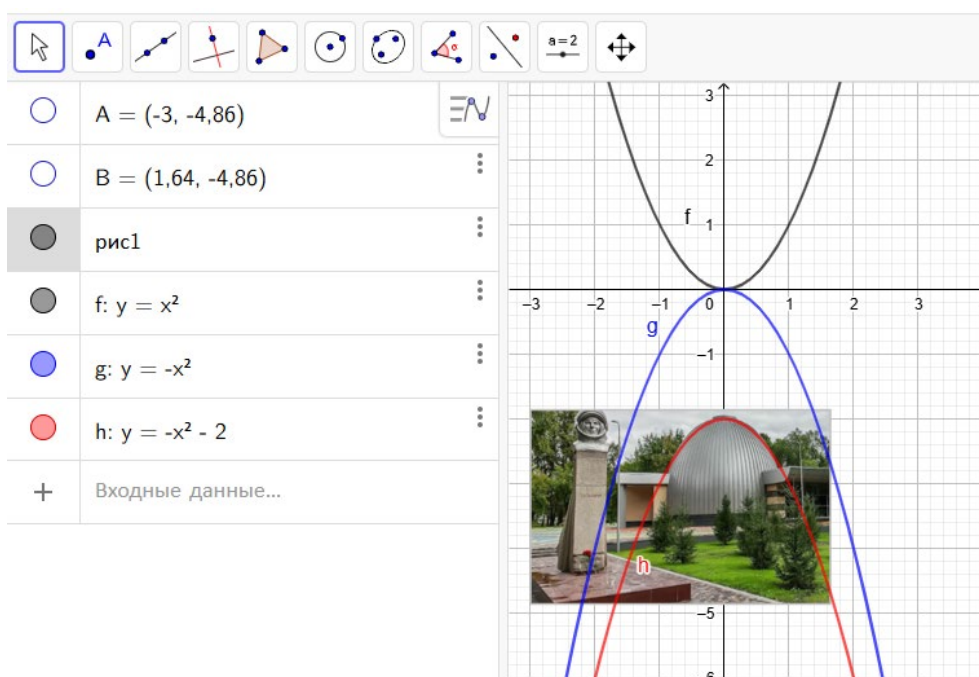 A
a=2
A = (-3, -4,86)
B = (1,64, -4,86)
рис1
f: y = x²
g: y = -x²
h: y = -x² - 2
Входные данные...
3
2
f
1
−3
−2
−1
0
1
2
3
g
−1
h
−5